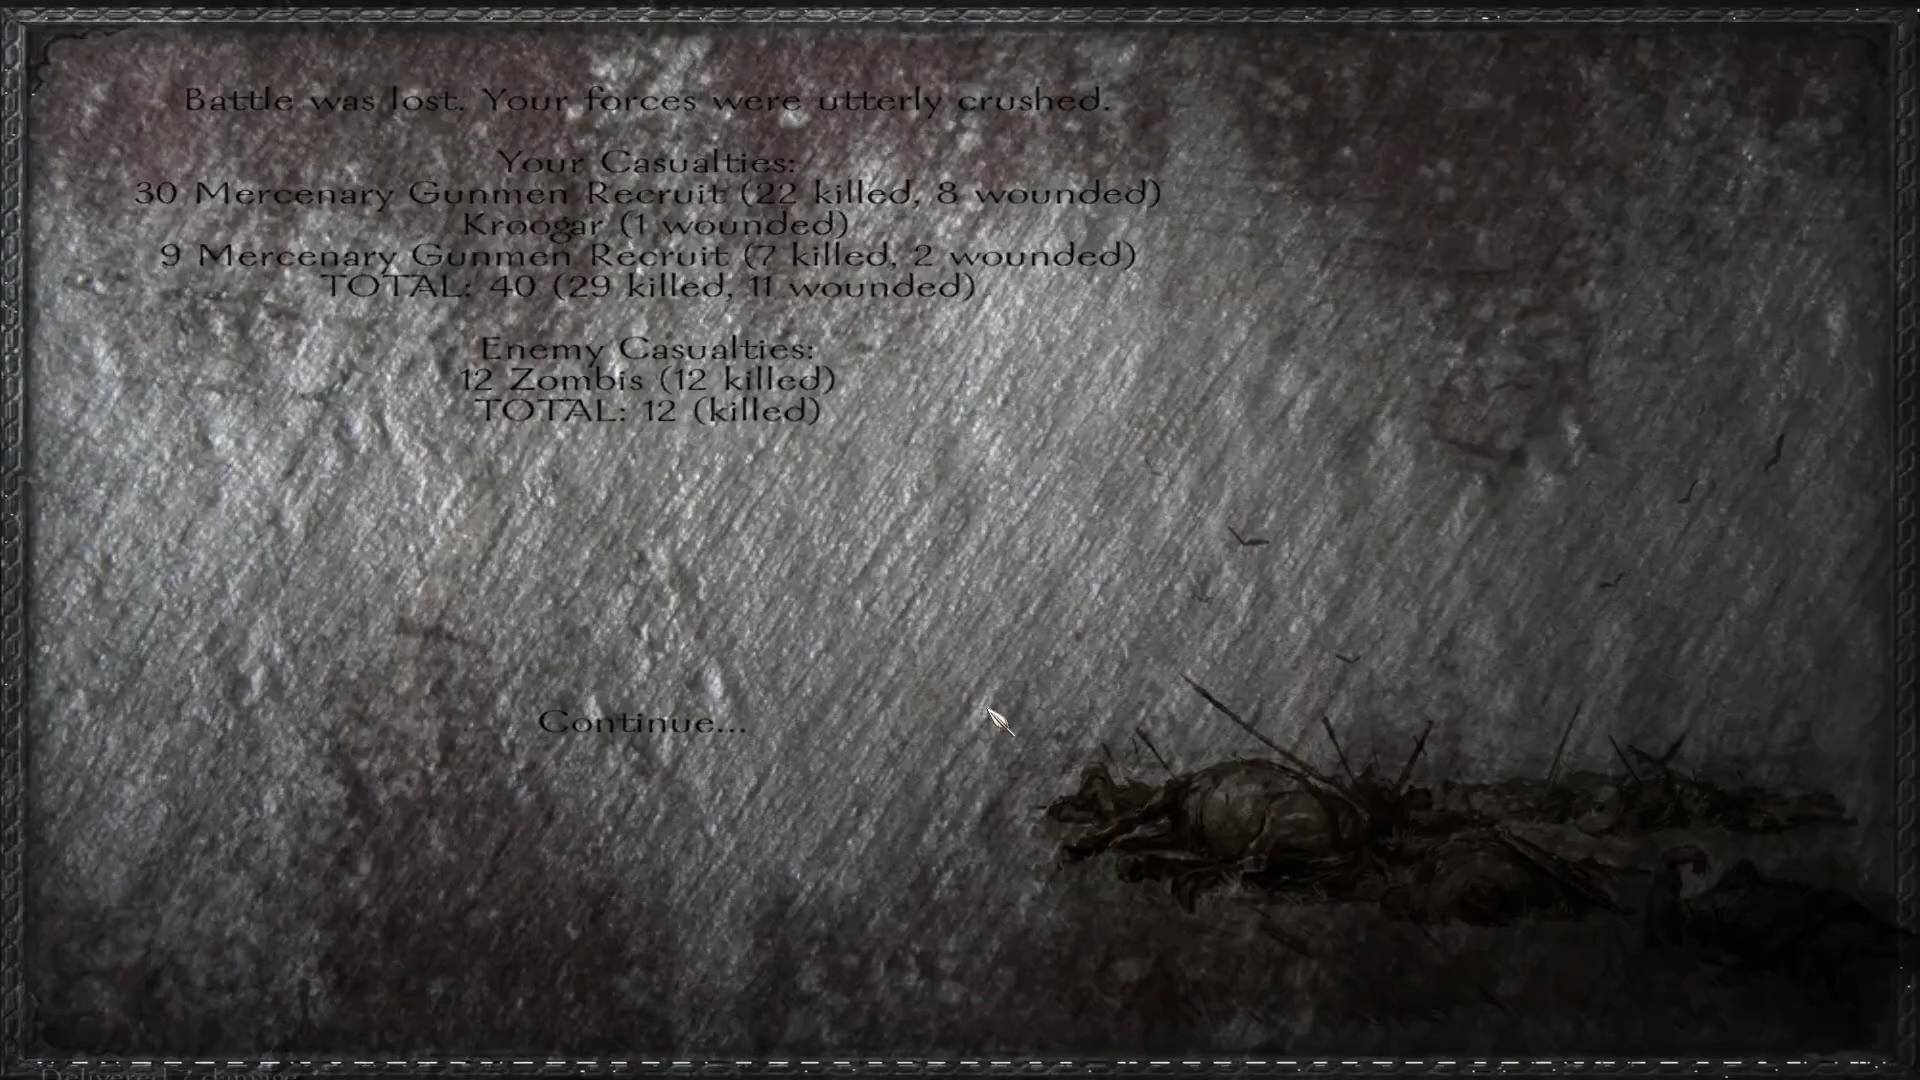 Battle was lost. Your forces were utterly crushed.
Your Casualties:
30 Mercenary Gunmen Recruit (22 killed, 8 wounded)
Kroogar (1 wounded)
9 Mercenary Gunmen Recruit (7 killed, 2 wounded)
TOTAL: 40 (29 killed, 11 wounded)
Enemy Casualties:
12 Zombis (12 killed)
TOTAL: 12 (killed)
Continue...
Delivered damage